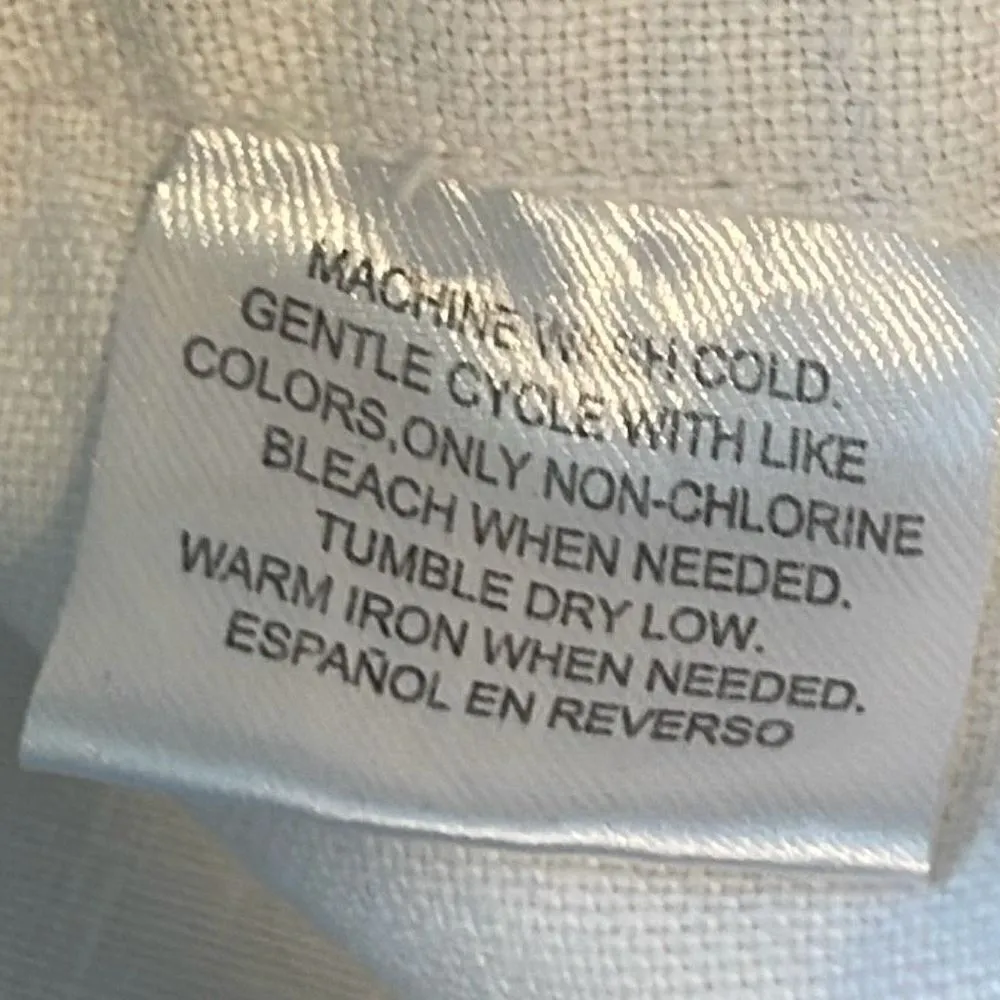 MACHINE WASH COLD.
GENTLE CYCLE WITH LIKE
COLORS,ONLY NON-CHLORINE
BLEACH WHEN NEEDED.
TUMBLE DRY LOW.
WARM IRON WHEN NEEDED.
ESPAÑOL EN REVERSO